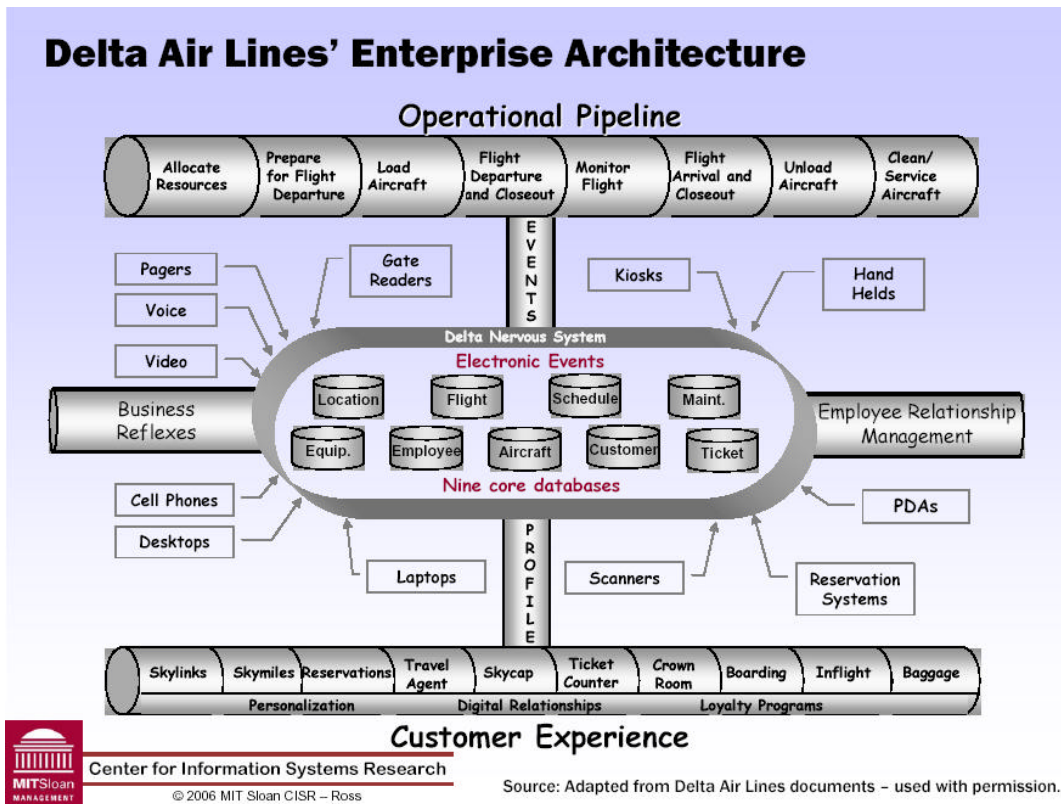 Delta Air Lines' Enterprise Architecture
Operational Pipeline
Allocate
Resources
Prepare
for Flight
Departure
Load
Aircraft
Flight
Departure
and Closeout
Monitor
Flight
Flight
Arrival and
Closeout
Unload
Aircraft
Clean/
Service
Aircraft
EVENTS
Pagers
Voice
Video
Gate
Readers
Kiosks
Hand
Helds
Delta Nervous System
Electronic Events
Location
Flight
Schedule
Maint.
Business
Reflexes
Employee Relationship
Management
Equip.
Employee
Aircraft
Customer
Ticket
Nine core databases
Cell Phones
Desktops
Laptops
Scanners
PDAs
Reservation
Systems
PROFILE
Skylinks
Skymiles
Reservations
Travel
Agent
Skycap
Ticket
Counter
Crown
Room
Boarding
Inflight
Baggage
Personalization
Digital Relationships
Loyalty Programs
Customer Experience
MITSloan
MANAGEMENT
Center for Information Systems Research
© 2006 MIT Sloan CISR – Ross
Source: Adapted from Delta Air Lines documents – used with permission.